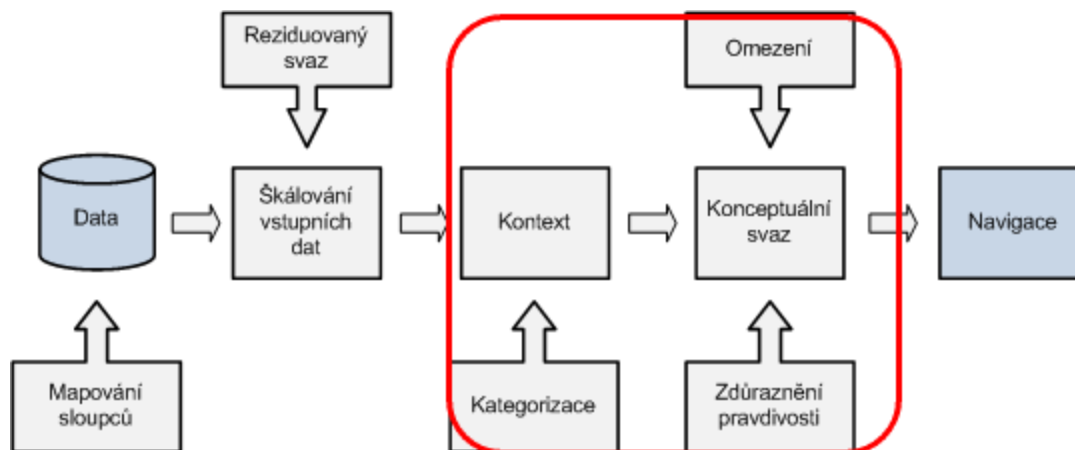 Reziduovaný
svaz
Omezení
Data
Škálování
vstupních
dat
Kontext
Konceptuální
svaz
Navigace
Mapování
sloupců
Kategorizace
Zdůraznění
pravdivosti